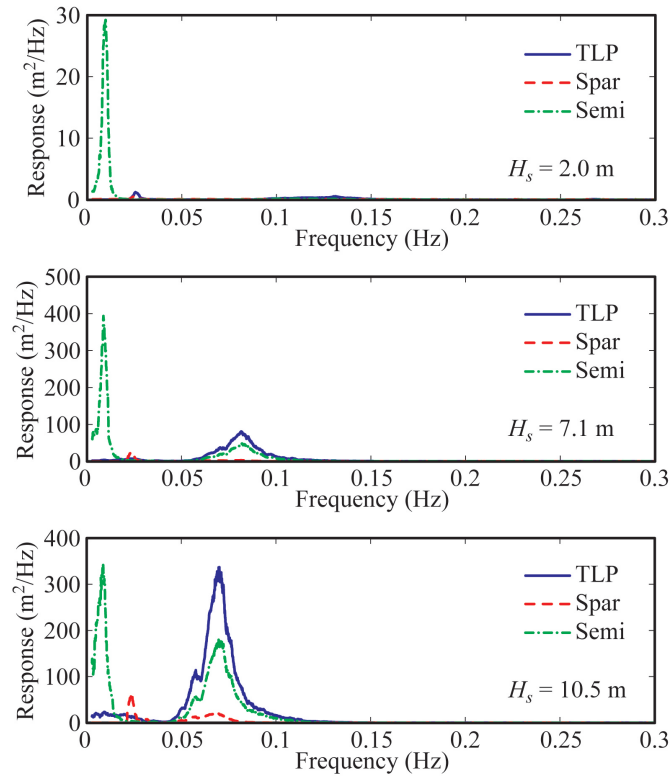 30
20
10
0
Response (m²/Hz)
TLP
Spar
Semi
Hs = 2.0 m
0 0.05 0.1 0.15 0.2 0.25 0.3
Frequency (Hz)
500
400
300
200
100
0
Response (m²/Hz)
TLP
Spar
Semi
Hs = 7.1 m
0 0.05 0.1 0.15 0.2 0.25 0.3
Frequency (Hz)
400
300
200
100
0
Response (m²/Hz)
TLP
Spar
Semi
Hs = 10.5 m
0 0.05 0.1 0.15 0.2 0.25 0.3
Frequency (Hz)